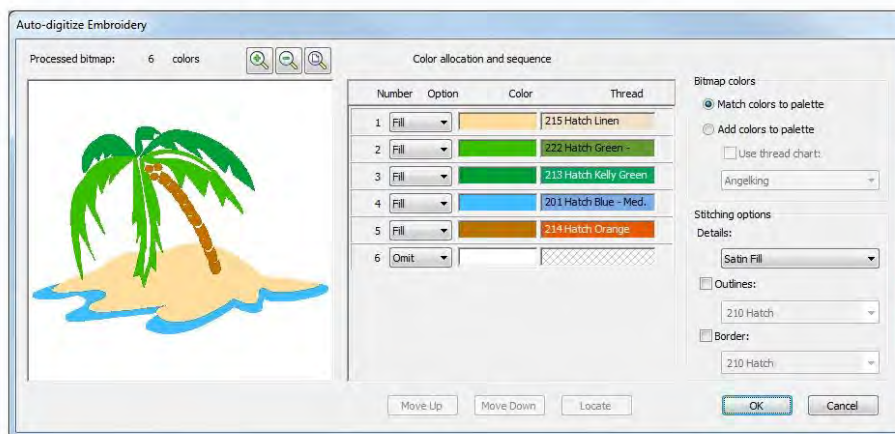 Auto-digitize Embroidery
Processed bitmap: 6 colors
Color allocation and sequence
Number Option Color Thread
1 Fill 215 Hatch Linen
2 Fill 222 Hatch Green -
3 Fill 213 Hatch Kelly Green
4 Fill 201 Hatch Blue - Med.
5 Fill 214 Hatch Orange
6 Omit
Move Up Move Down Locate
Bitmap colors
Match colors to palette
Add colors to palette
Use thread chart:
Angelking
Stitching options
Details:
Satin Fill
Outlines:
210 Hatch
Border:
210 Hatch
OK Cancel